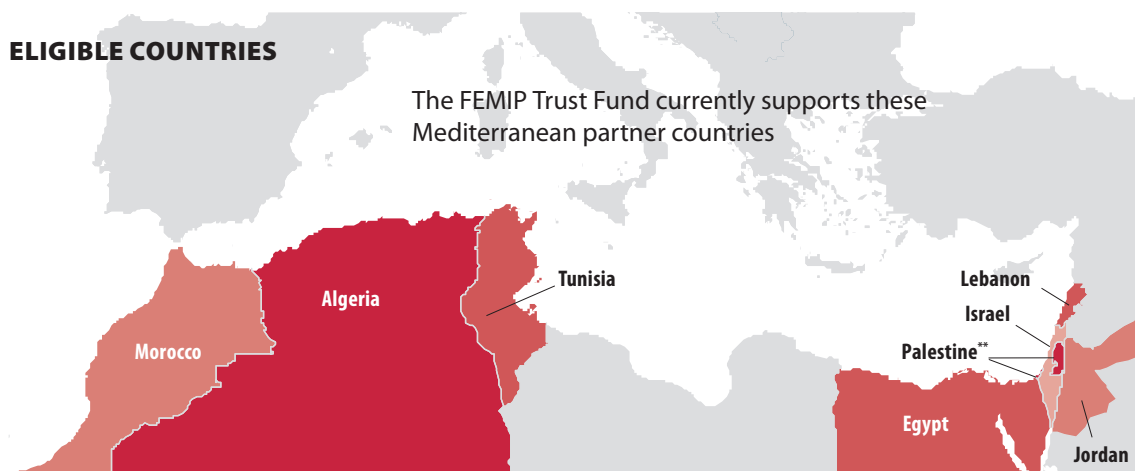 ELIGIBLE COUNTRIES
The FEMIP Trust Fund currently supports these
Mediterranean partner countries
Tunisia
Lebanon
Algeria
Israel
Morocco
Palestine**
Egypt
Jordan